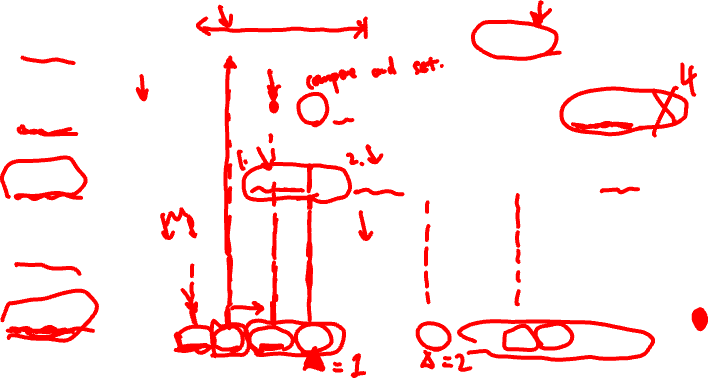 compare and set.
4
1. 2.
= 1
Δ = 2